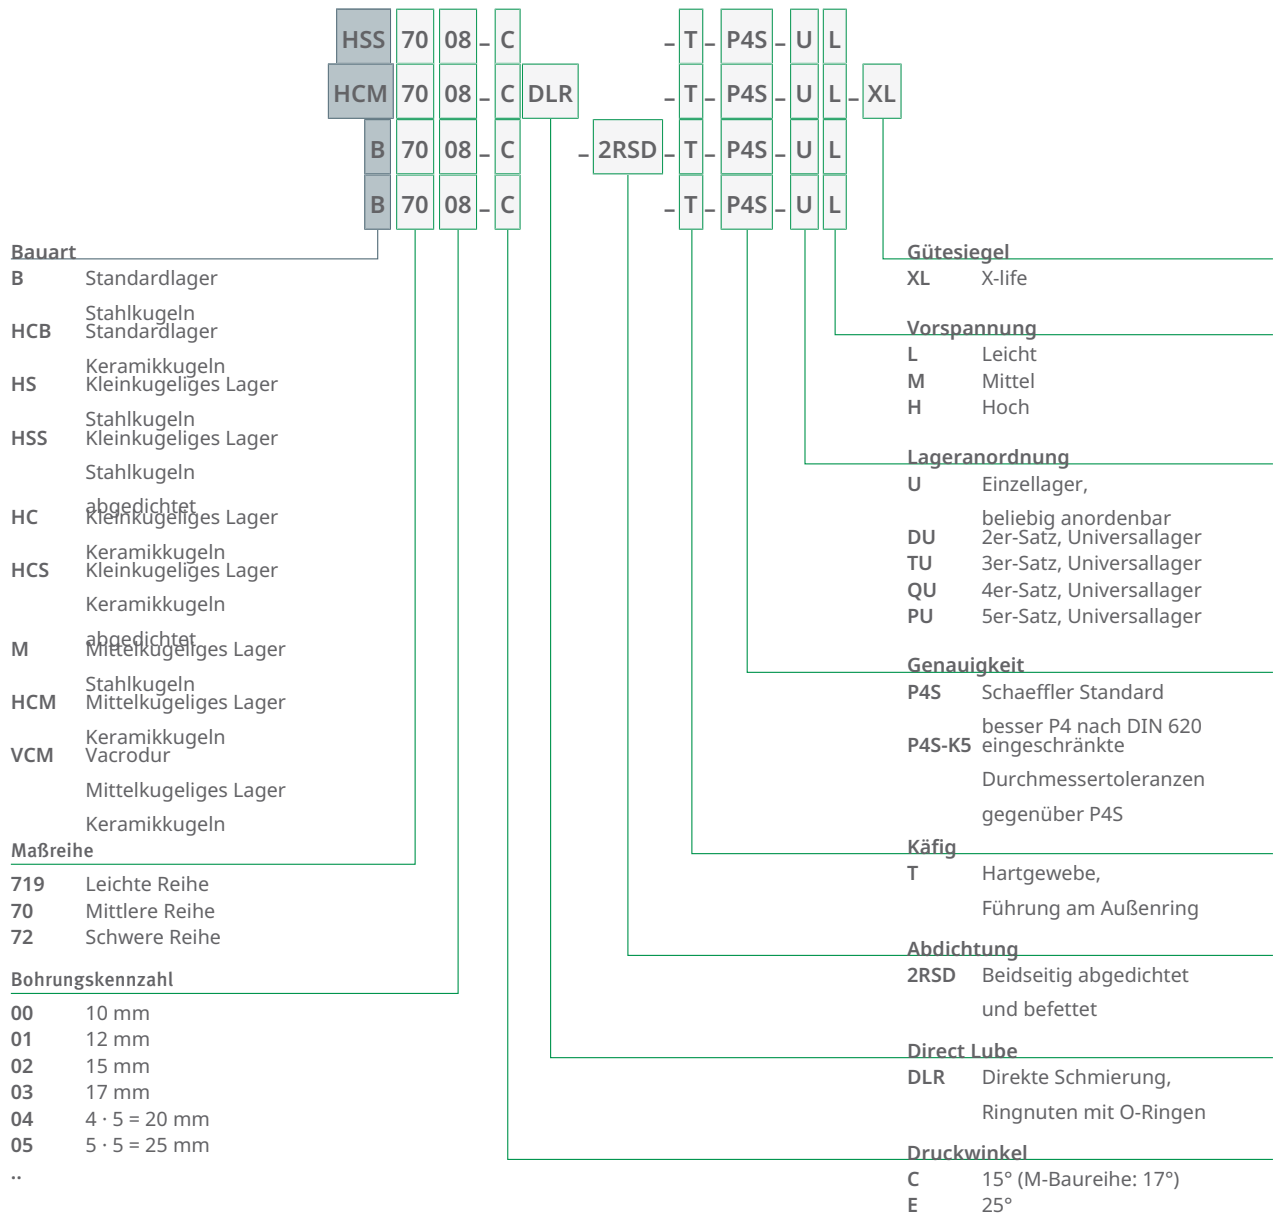 HSS 70 08 – C – T – P4S – U L
HCM 70 08 – C DLR – T – P4S – U L – XL
B 70 08 – C – 2RSD – T – P4S – U L
B 70 08 – C – T – P4S – U L
Bauart
B Standardlager
Stahlkugeln
HCB Standardlager
Keramikkugeln
HS Kleinkugeliges Lager
Stahlkugeln
HSS Kleinkugeliges Lager
Stahlkugeln
abgedichtet
HC Kleinkugeliges Lager
Keramikkugeln
HCS Kleinkugeliges Lager
Keramikkugeln
abgedichtet
M Mittelkugeliges Lager
Stahlkugeln
HCM Mittelkugeliges Lager
Keramikkugeln
VCM Vacrodur
Mittelkugeliges Lager
Keramikkugeln
Maßreihe
719 Leichte Reihe
70 Mittlere Reihe
72 Schwere Reihe
Bohrungskennzahl
00 10 mm
01 12 mm
02 15 mm
03 17 mm
04 4 · 5 = 20 mm
05 5 · 5 = 25 mm
..
Gütesiegel
XL X-life
Vorspannung
L Leicht
M Mittel
H Hoch
Lageranordnung
U Einzellager,
beliebig anordenbar
DU 2er-Satz, Universallager
TU 3er-Satz, Universallager
QU 4er-Satz, Universallager
PU 5er-Satz, Universallager
Genauigkeit
P4S Schaeffler Standard
besser P4 nach DIN 620
P4S-K5 eingeschränkte
Durchmessertoleranzen
gegenüber P4S
Käfig
T Hartgewebe,
Führung am Außenring
Abdichtung
2RSD Beidseitig abgedichtet
und befettet
Direct Lube
DLR Direkte Schmierung,
Ringnuten mit O-Ringen
Druckwinkel
C 15° (M-Baureihe: 17°)
E 25°